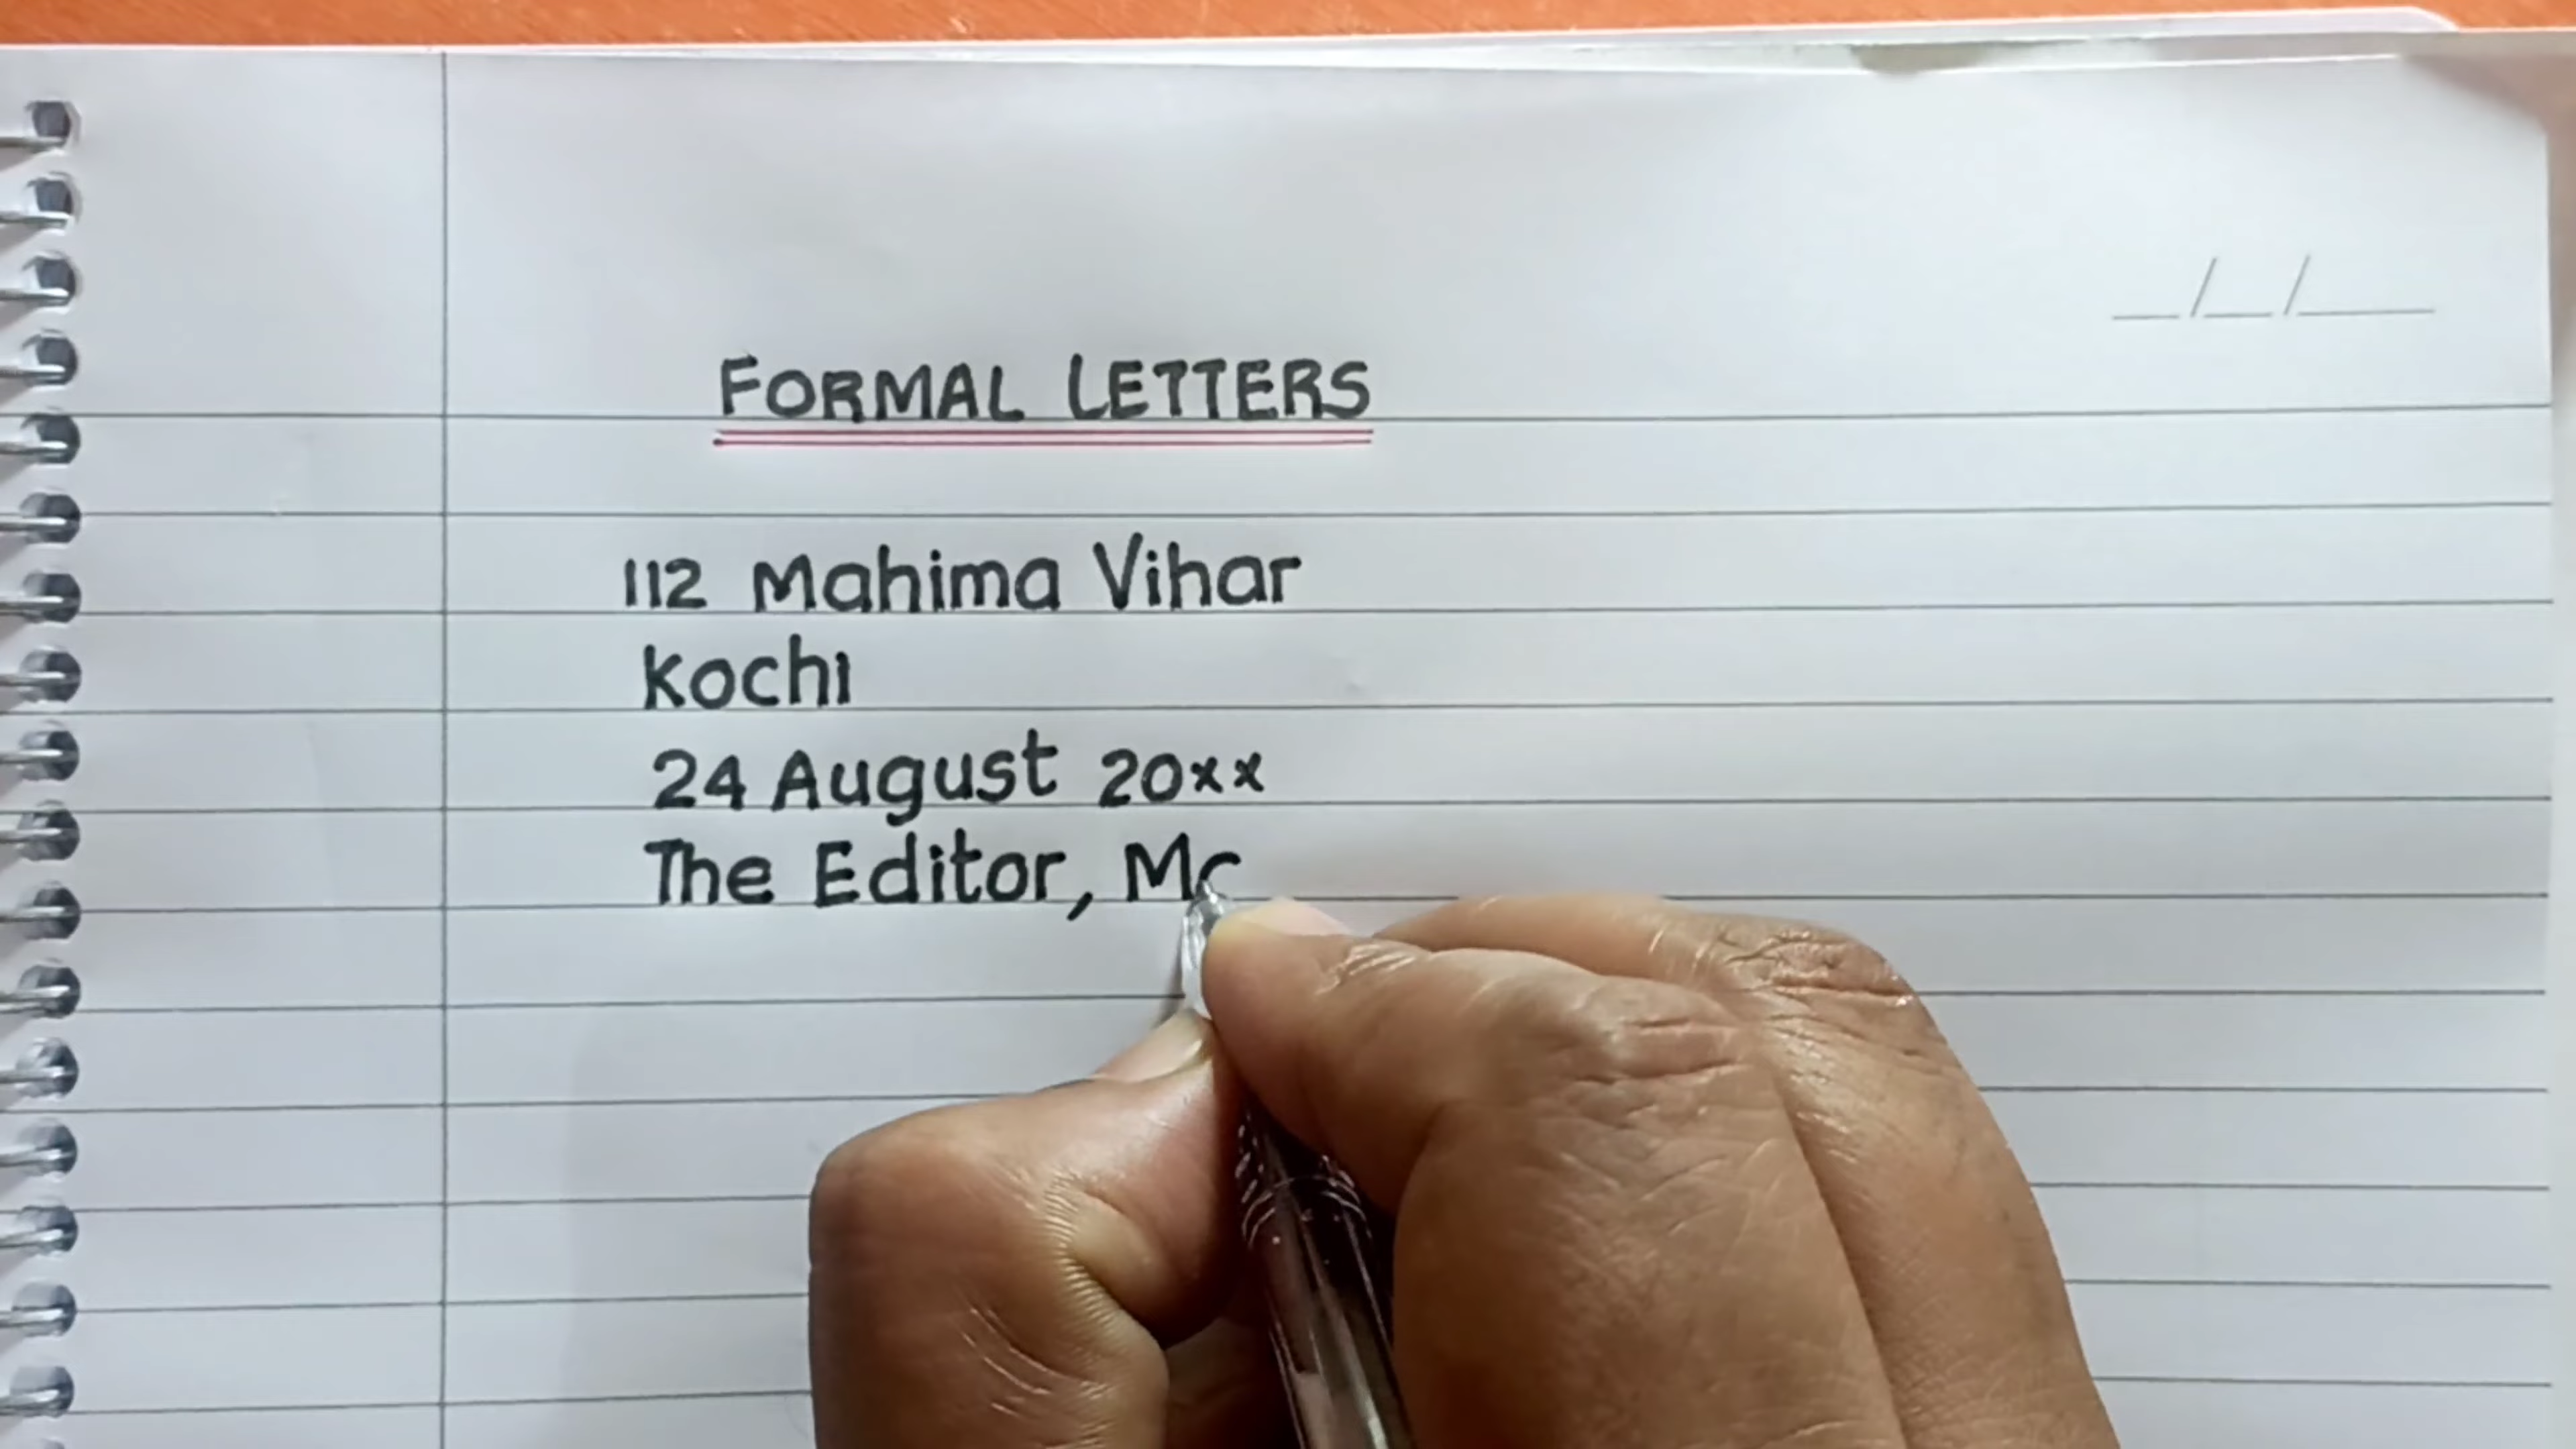 FORMAL LETTERS
112 Mahima Vihar
Kochi
24 August 20xx
The Editor,